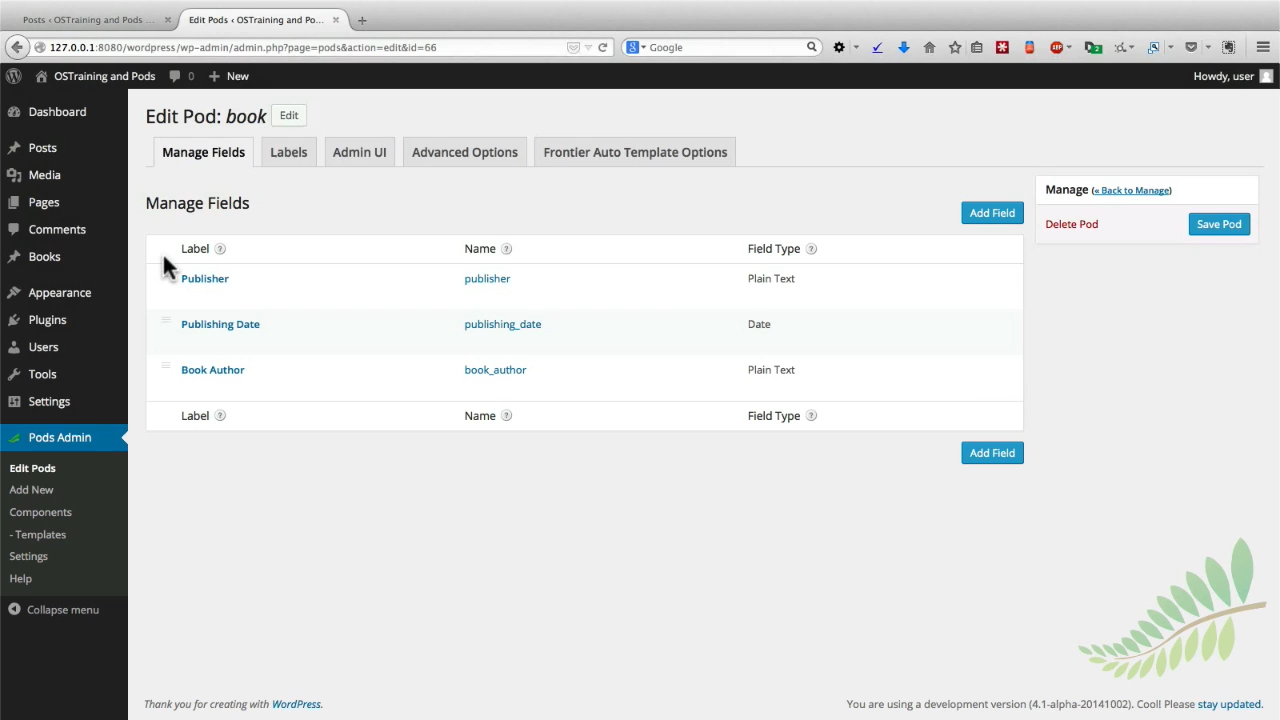 Posts ‹ OSTraining and Pods ...
Edit Pods ‹ OSTraining and Po...
127.0.0.1:8080/wordpress/wp-admin/admin.php?page=pods&action=edit&id=66
Google
OSTraining and Pods
0
New
Howdy, user
Dashboard
Posts
Media
Pages
Comments
Books
Appearance
Plugins
Users
Tools
Settings
Pods Admin
Edit Pods
Add New
Components
- Templates
Settings
Help
Collapse menu
Edit Pod: book
Edit
Manage Fields
Labels
Admin UI
Advanced Options
Frontier Auto Template Options
Manage Fields
Add Field
Label ?
Name ?
Field Type ?
Publisher
publisher
Plain Text
Publishing Date
publishing_date
Date
Book Author
book_author
Plain Text
Label ?
Name ?
Field Type ?
Add Field
Manage (« Back to Manage)
Delete Pod
Save Pod
Thank you for creating with WordPress.
You are using a development version (4.1-alpha-20141002). Cool! Please stay updated.